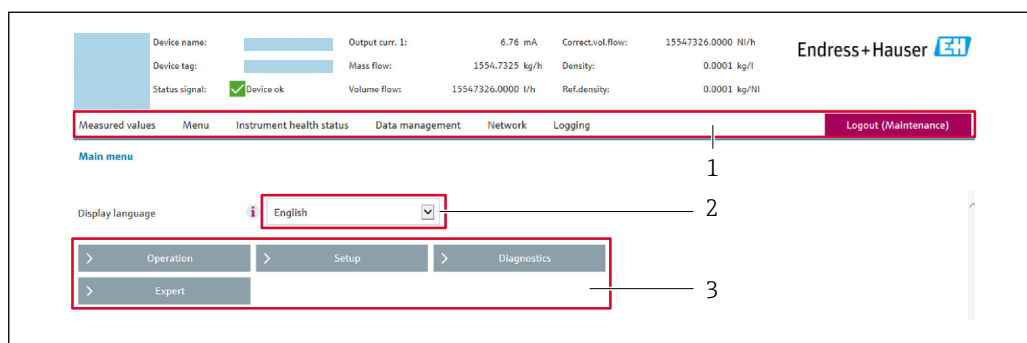 Device name: Output curr. 1: 6.76 mA Correct.vol.flow: 15547326.0000 Nl/h
Endress+Hauser EH
Device tag: Mass flow: 1554.7325 kg/h Density: 0.0001 kg/l
Status signal: Device ok Volume flow: 15547326.0000 l/h Ref.density: 0.0001 kg/Nl
Measured values Menu Instrument health status Data management Network Logging Logout (Maintenance)
1
Main menu
Display language i English 2
> Operation > Setup > Diagnostics
> Expert 3